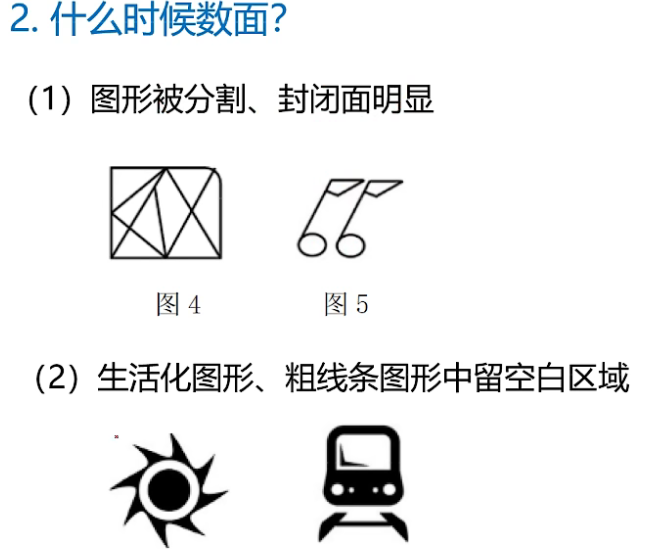 2. 什么时候数面？
（1）图形被分割、封闭面明显
图 4
图 5
（2）生活化图形、粗线条图形中留空白区域